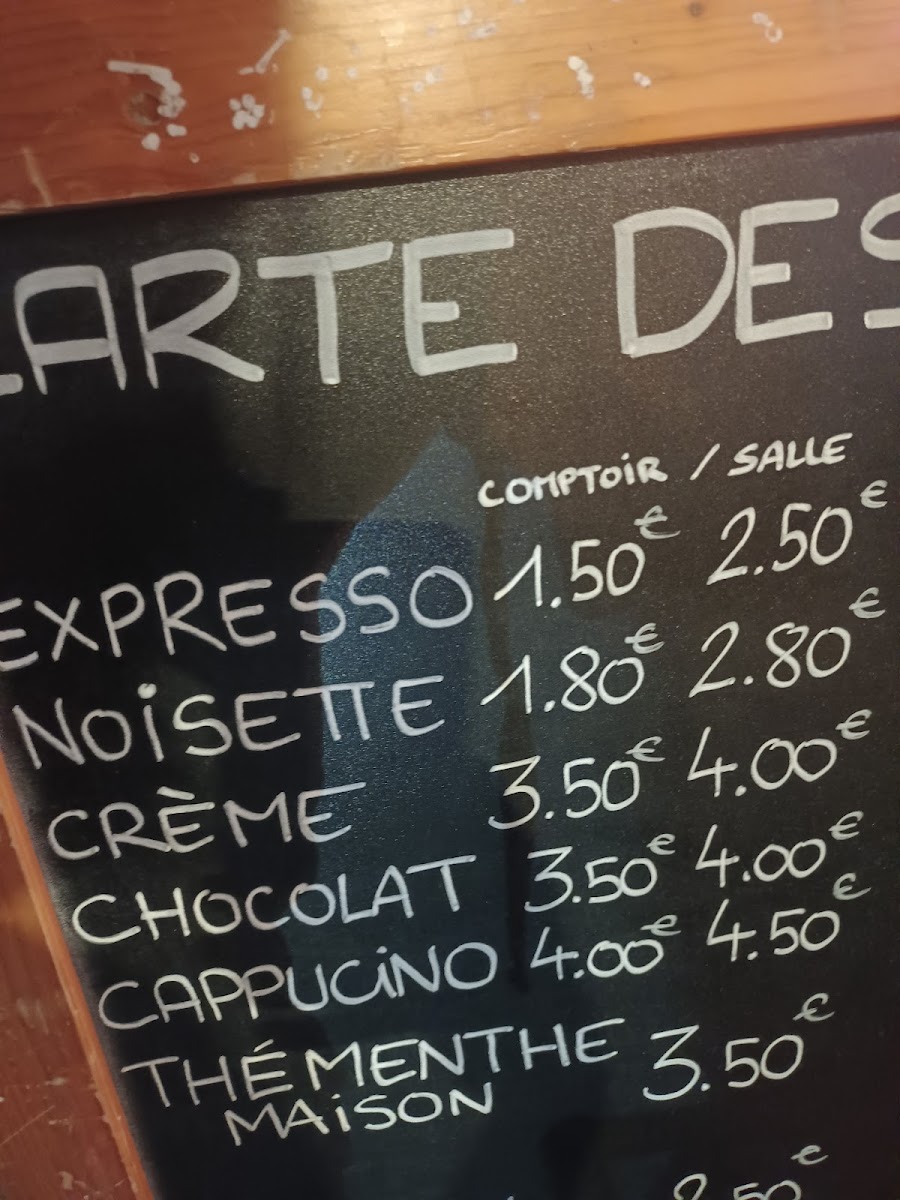 CARTE DES
COMPTOIR / SALLE
EXPRESSO 1.50€ 2.50€
NOISETTE 1.80€ 2.80€
CRÈME 3.50€ 4.00€
CHOCOLAT 3.50€ 4.00€
CAPPUCINO 4.00€ 4.50€
THÉ MENTHE 3.50€
MAISON